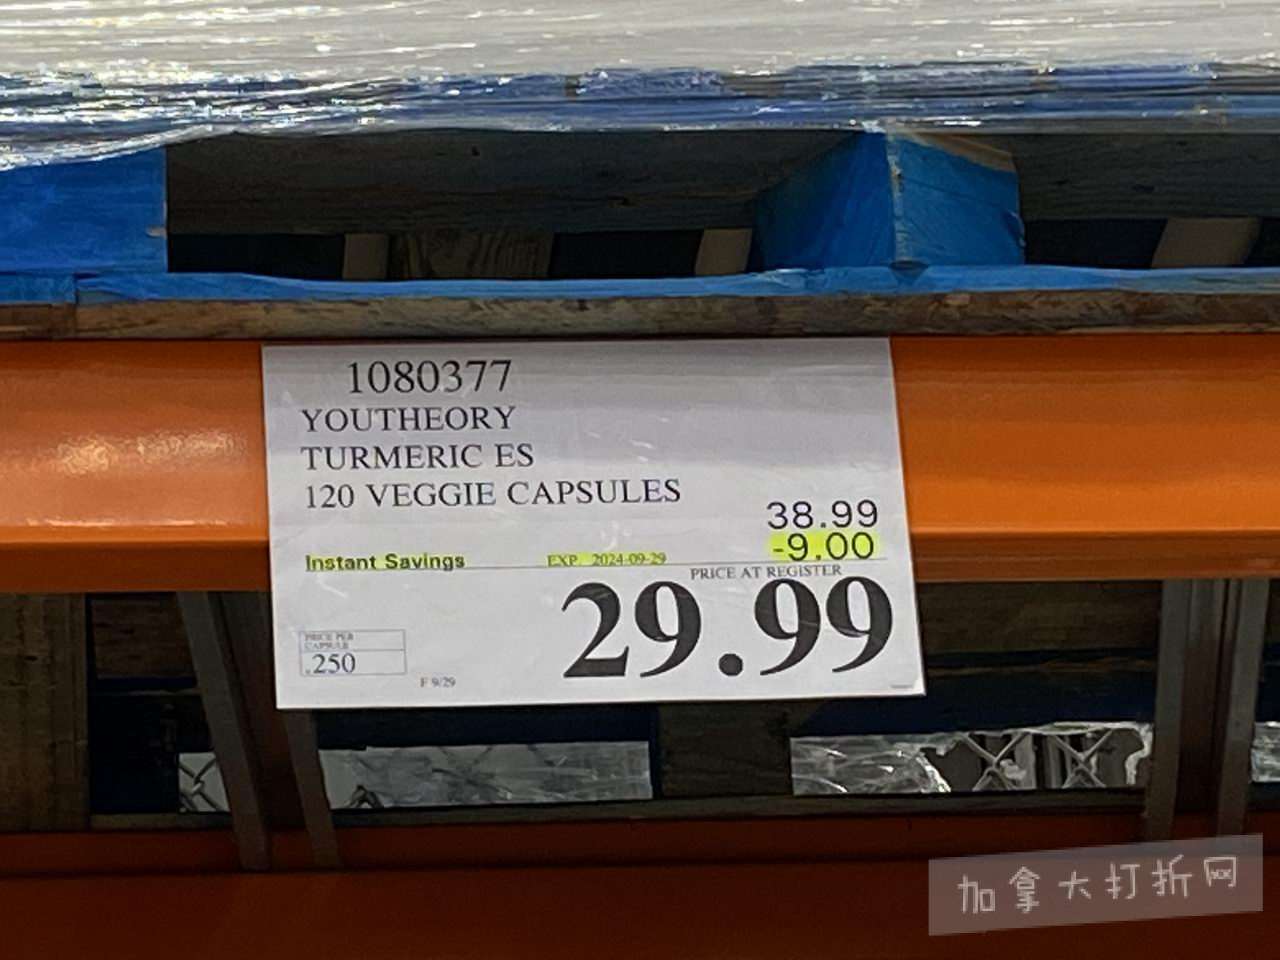 1080377
YOUTHEORY
TURMERIC ES
120 VEGGIE CAPSULES
38.99
Instant Savings EXP. 2024-09-29 -9.00
PRICE AT REGISTER
29.99
PRICE PER
CAPSULE
.250
F 9/29
加拿大打折网